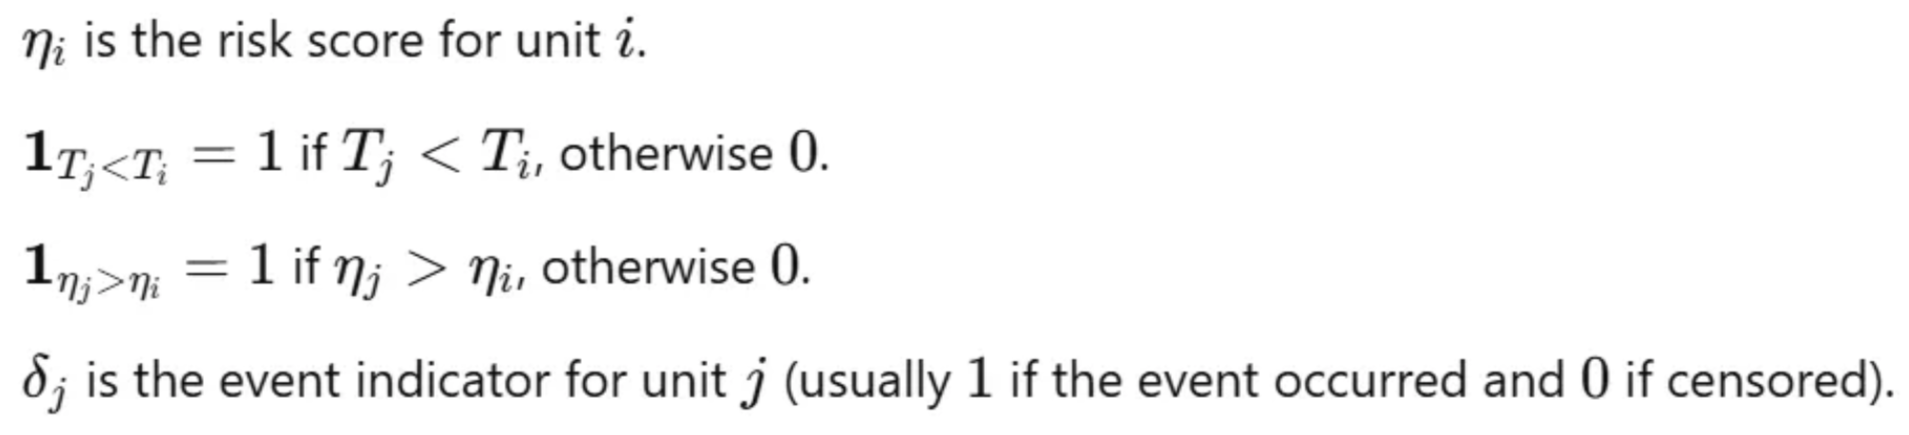 η_i is the risk score for unit i.
1_{T_j<T_i} = 1 if T_j < T_i, otherwise 0.
1_{η_j>η_i} = 1 if η_j > η_i, otherwise 0.
δ_j is the event indicator for unit j (usually 1 if the event occurred and 0 if censored).